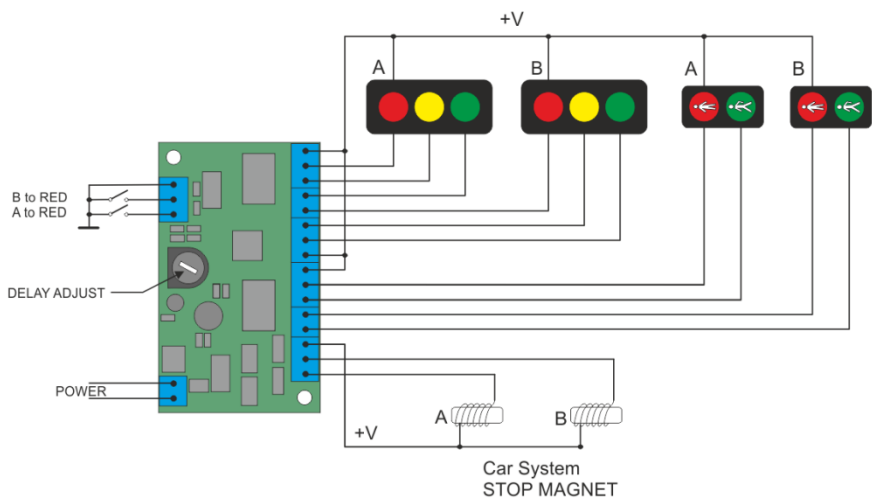 +V
A
B
A
B
B to RED
A to RED
DELAY ADJUST
POWER
A
B
+V
Car System
STOP MAGNET